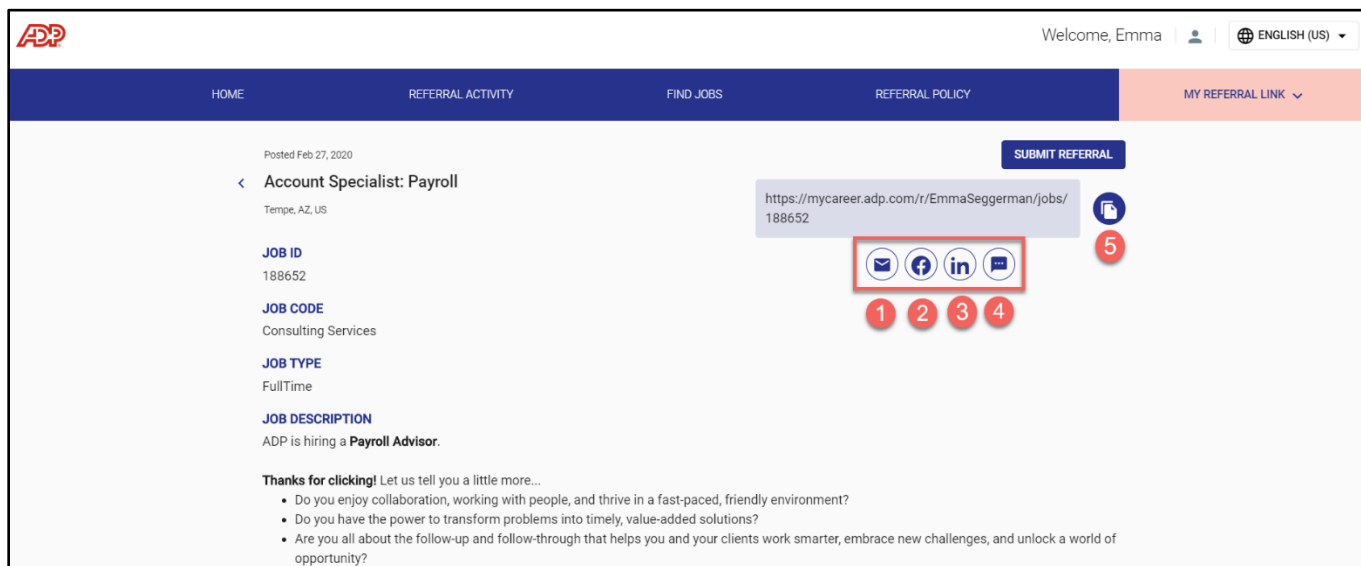 ADP
Welcome, Emma
ENGLISH (US)
HOME
REFERRAL ACTIVITY
FIND JOBS
REFERRAL POLICY
MY REFERRAL LINK
Posted Feb 27, 2020
SUBMIT REFERRAL
Account Specialist: Payroll
Tempe, AZ, US
https://mycareer.adp.com/r/EmmaSeggerman/jobs/
188652
5
in
1
2
3
4
JOB ID
188652
JOB CODE
Consulting Services
JOB TYPE
FullTime
JOB DESCRIPTION
ADP is hiring a Payroll Advisor.
Thanks for clicking! Let us tell you a little more...
• Do you enjoy collaboration, working with people, and thrive in a fast-paced, friendly environment?
• Do you have the power to transform problems into timely, value-added solutions?
• Are you all about the follow-up and follow-through that helps you and your clients work smarter, embrace new challenges, and unlock a world of
opportunity?